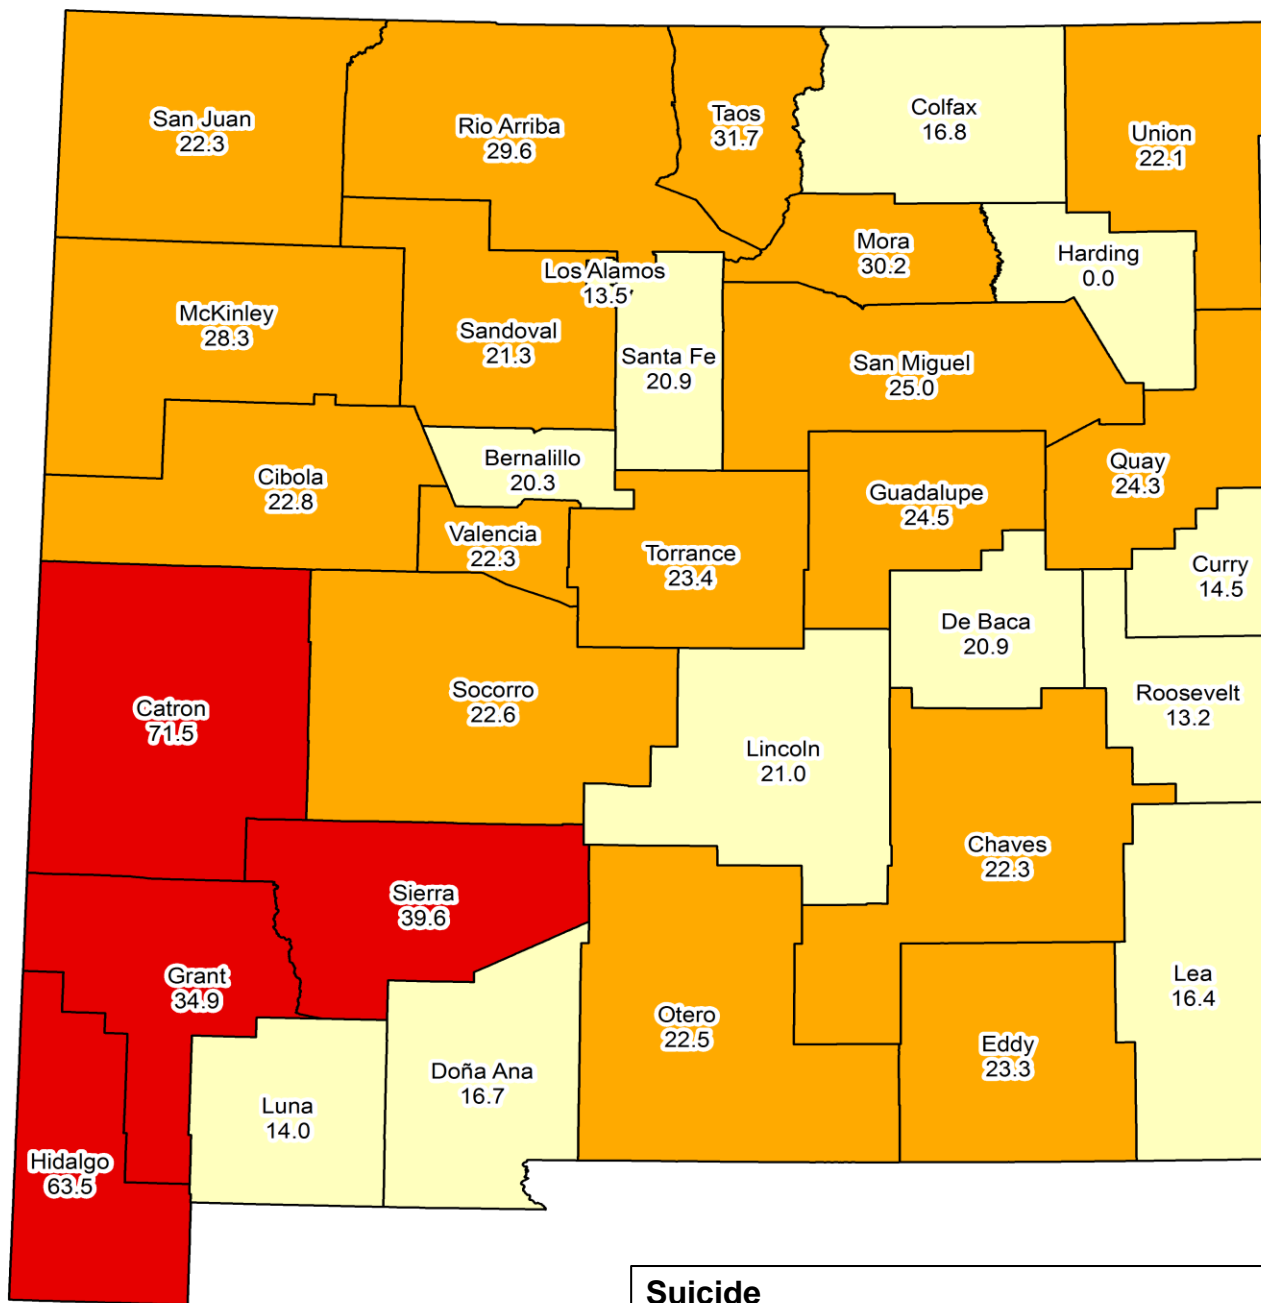 San Juan
22.3
Rio Arriba
29.6
Taos
31.7
Colfax
16.8
Union
22.1
Mora
30.2
Harding
0.0
Los Alamos
13.5
McKinley
28.3
Sandoval
21.3
Santa Fe
20.9
San Miguel
25.0
Bernalillo
20.3
Cibola
22.8
Quay
24.3
Guadalupe
24.5
Valencia
22.3
Torrance
23.4
Curry
14.5
De Baca
20.9
Roosevelt
13.2
Catron
71.5
Socorro
22.6
Lincoln
21.0
Chaves
22.3
Sierra
39.6
Grant
34.9
Lea
16.4
Otero
22.5
Eddy
23.3
Doña Ana
16.7
Luna
14.0
Hidalgo
63.5
Suicide